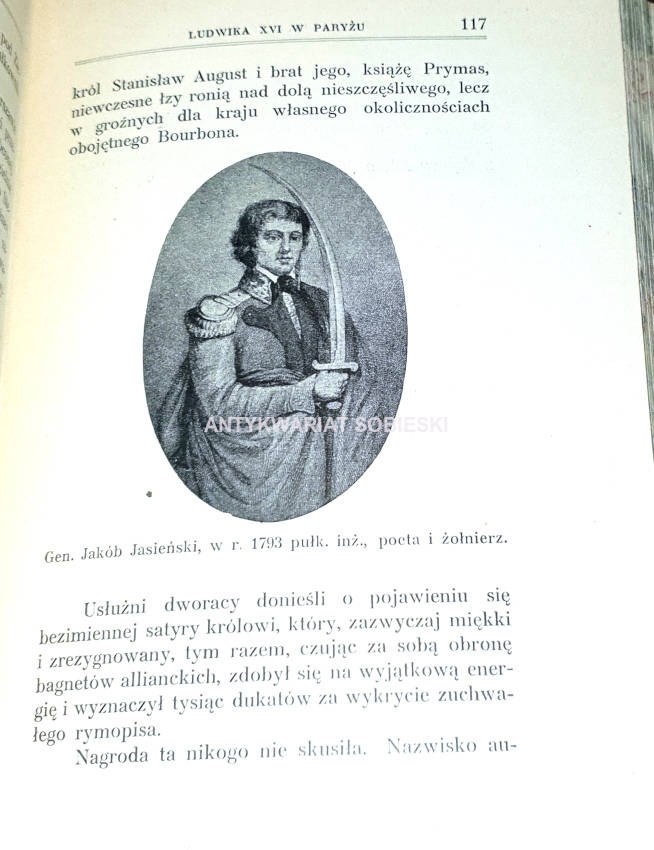 LUDWIKA XVI W PARYŻU 117
król Stanisław August i brat jego, książę Prymas,
niewczesne łzy ronią nad dolą nieszczęśliwego, lecz
w groźnych dla kraju własnego okolicznościach
obojętnego Bourbona.
ANTYKWARIAT SOBIESKI
Gen. Jakób Jasieński, w r. 1793 pułk. inż., poeta i żołnierz.
Usłużni dworacy donieśli o pojawieniu się
bezimiennej satyry królowi, który, zazwyczaj miękki
i zrezygnowany, tym razem, czując za sobą obronę
bagnetów allianckich, zdobył się na wyjątkową ener-
gię i wyznaczył tysiąc dukatów za wykrycie zuchwa-
łego rymopisa.
Nagroda ta nikogo nie skusiła. Nazwisko au-